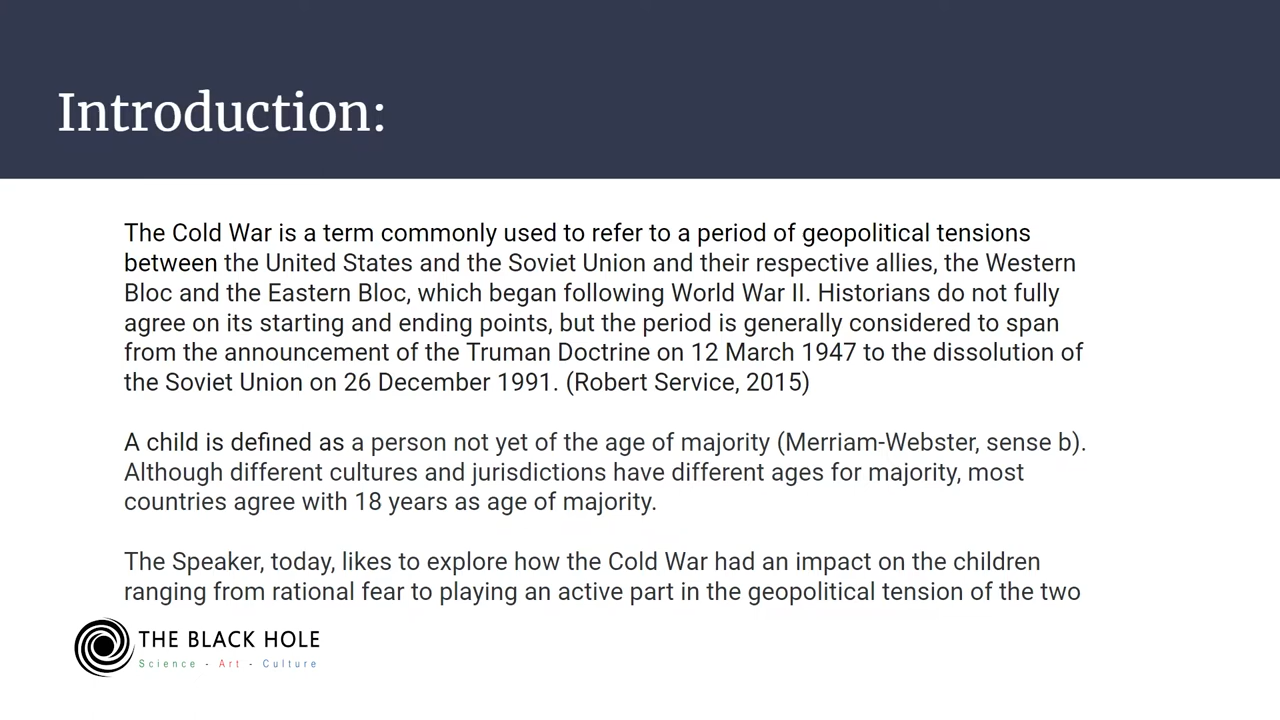 Introduction:
The Cold War is a term commonly used to refer to a period of geopolitical tensions
between the United States and the Soviet Union and their respective allies, the Western
Bloc and the Eastern Bloc, which began following World War II. Historians do not fully
agree on its starting and ending points, but the period is generally considered to span
from the announcement of the Truman Doctrine on 12 March 1947 to the dissolution of
the Soviet Union on 26 December 1991. (Robert Service, 2015)
A child is defined as a person not yet of the age of majority (Merriam-Webster, sense b).
Although different cultures and jurisdictions have different ages for majority, most
countries agree with 18 years as age of majority.
The Speaker, today, likes to explore how the Cold War had an impact on the children
ranging from rational fear to playing an active part in the geopolitical tension of the two
THE BLACK HOLE
Science - Art - Culture